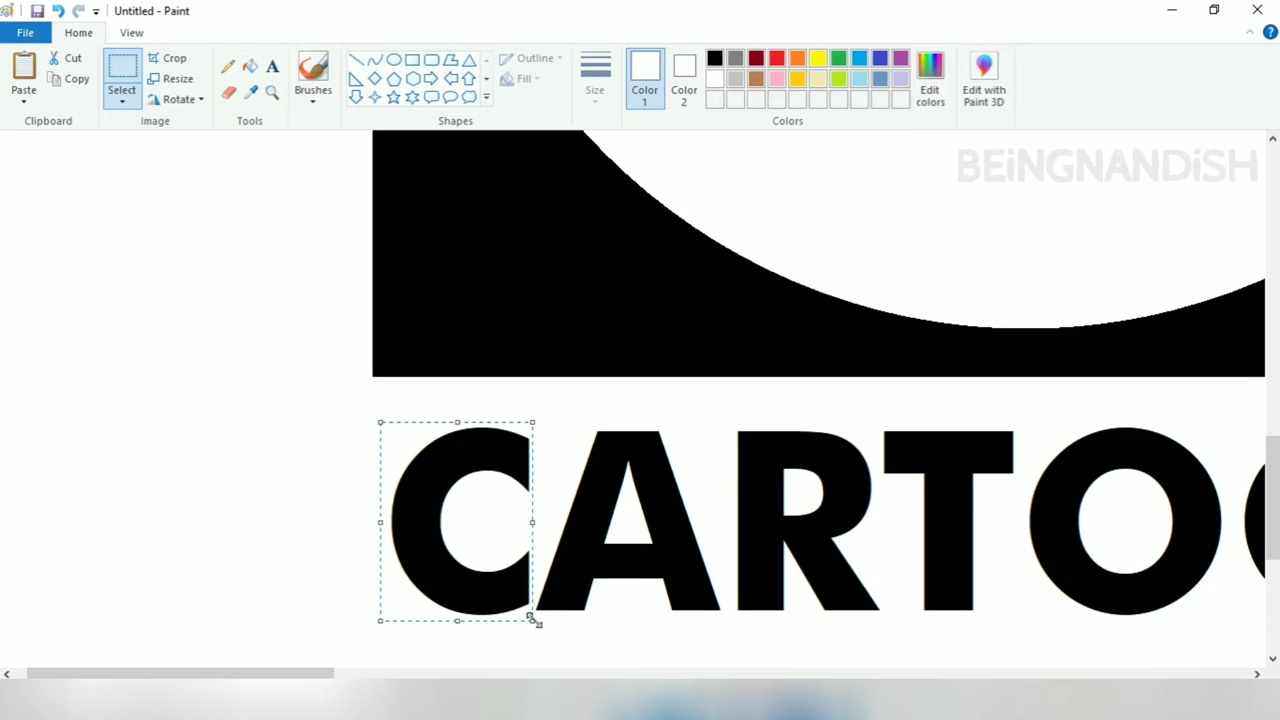 Untitled - Paint
File Home View
Paste
Cut
Copy
Clipboard
Select
Crop
Resize
Rotate
Image
A
Tools
Brushes
Outline
Fill
Shapes
Size
Color 1
Color 2
Edit colors
Colors
Edit with Paint 3D
?
BEiNGNANDiSH
CARTO